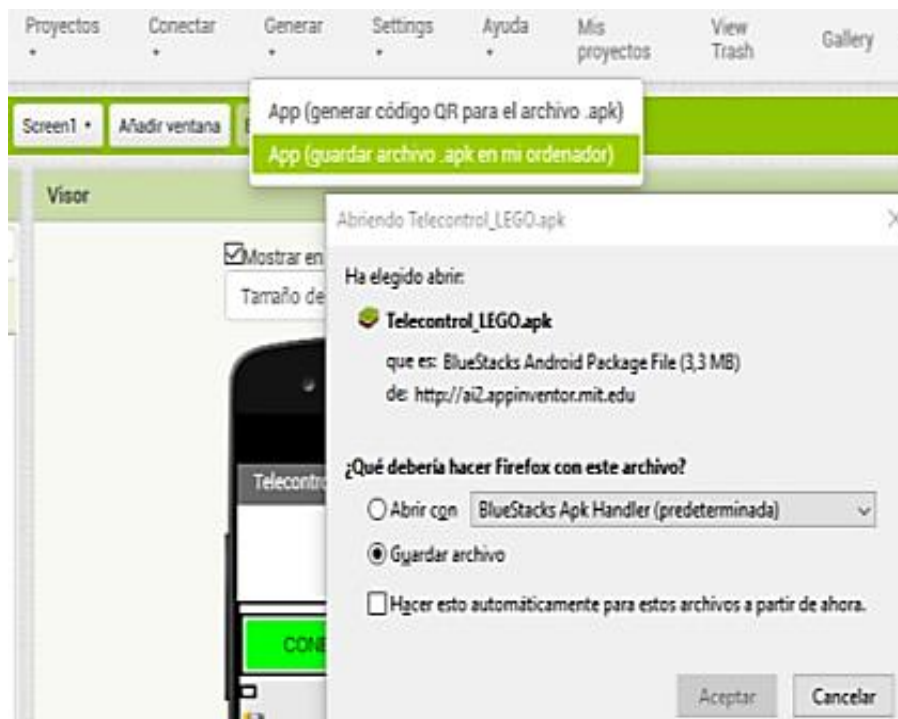 Proyectos Conectar Generar Settings Ayuda Mis proyectos View Trash Gallery
App (generar código QR para el archivo .apk)
Screen1 Añadir ventana
App (guardar archivo .apk en mi ordenador)
Visor
Abriendo Telecontrol_LEGO.apk
Mostrar en
Ha elegido abrir:
Tamaño de
Telecontrol_LEGO.apk
que es: BlueStacks Android Package File (3,3 MB)
de: http://ai2.appinventor.mit.edu
¿Qué debería hacer Firefox con este archivo?
Telecontro
Abrir con BlueStacks Apk Handler (predeterminada)
Guardar archivo
Hacer esto automáticamente para estos archivos a partir de ahora.
CONE
Aceptar Cancelar